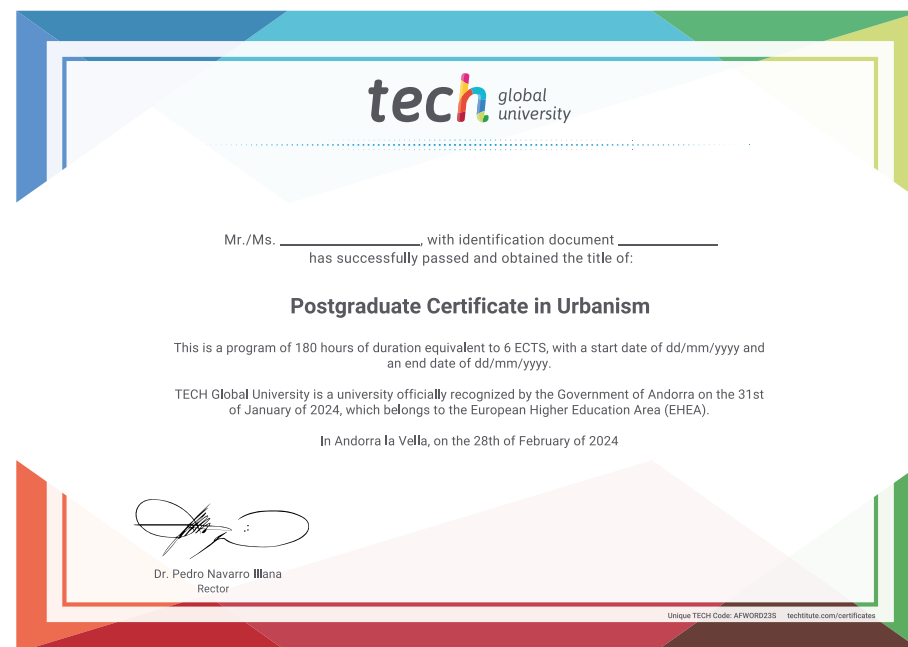 tech global
university
Mr./Ms. ____________, with identification document ____________
has successfully passed and obtained the title of:
Postgraduate Certificate in Urbanism
This is a program of 180 hours of duration equivalent to 6 ECTS, with a start date of dd/mm/yyyy and
an end date of dd/mm/yyyy.
TECH Global University is a university officially recognized by the Government of Andorra on the 31st
of January of 2024, which belongs to the European Higher Education Area (EHEA).
In Andorra la Vella, on the 28th of February of 2024
Dr. Pedro Navarro Illana
Rector
Unique TECH Code: AFWORD23S techtitute.com/certificates